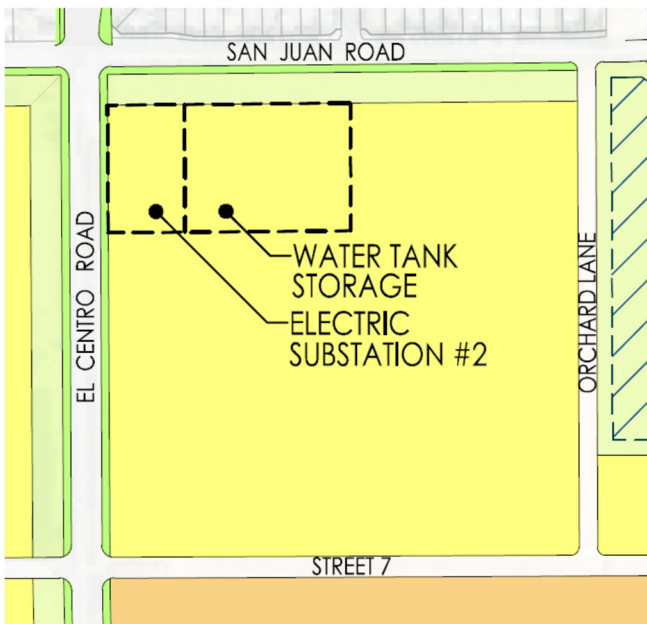 SAN JUAN ROAD
EL CENTRO ROAD
WATER TANK
STORAGE
ELECTRIC
SUBSTATION #2
ORCHARD LANE
STREET 7